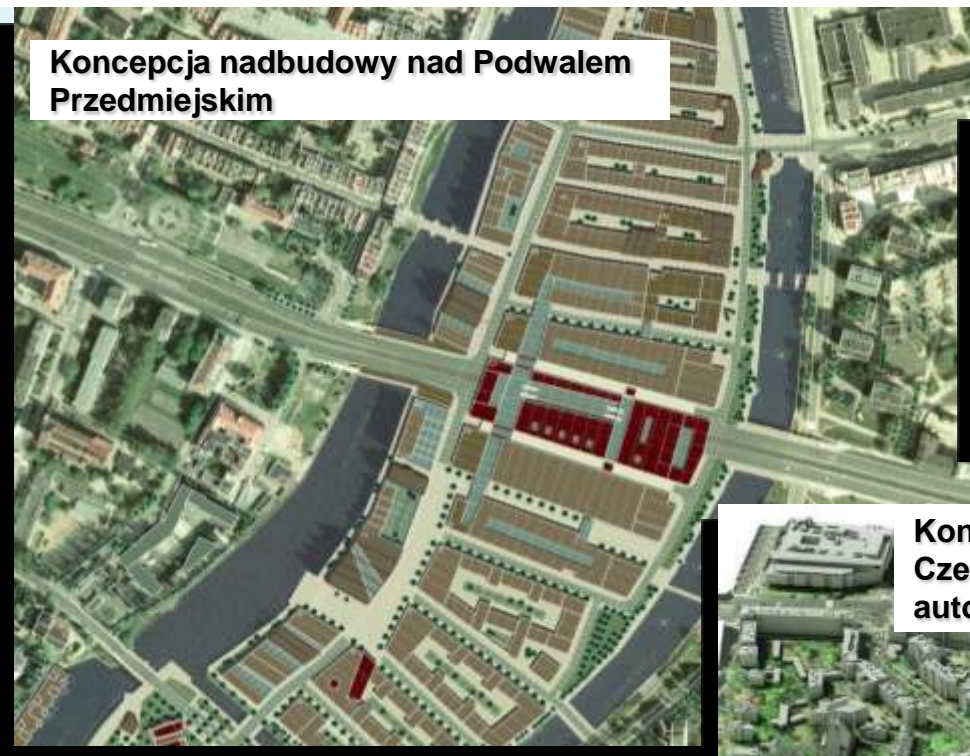 Koncepcja nadbudowy nad Podwalem
Przedmiejskim
Kon
Cze
auto